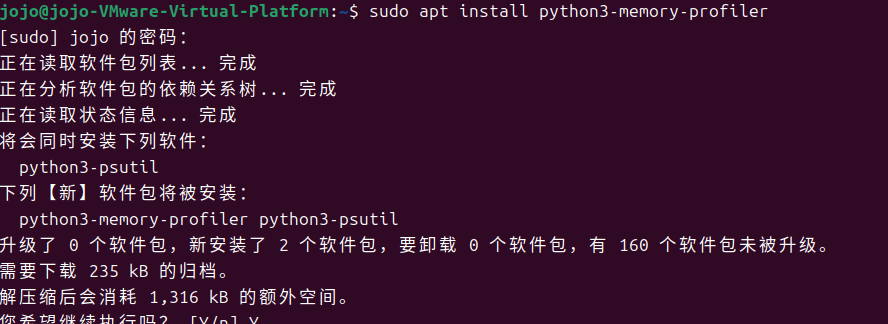 jojo@jojo-VMware-Virtual-Platform:~$ sudo apt install python3-memory-profiler
[sudo] jojo 的密码：
正在读取软件包列表... 完成
正在分析软件包的依赖关系树... 完成
正在读取状态信息... 完成
将会同时安装下列软件：
  python3-psutil
下列【新】软件包将被安装：
  python3-memory-profiler python3-psutil
升级了 0 个软件包，新安装了 2 个软件包，要卸载 0 个软件包，有 160 个软件包未被升级。
需要下载 235 kB 的归档。
解压缩后会消耗 1,316 kB 的额外空间。
您希望继续执行吗？ [Y/n] Y